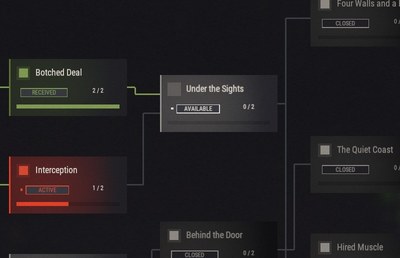 Botched Deal
RECEIVED 2/2
Interception
ACTIVE 1/2
Under the Sights
AVAILABLE 0/2
Behind the Door
CLOSED 0/2
Four Walls and a
CLOSED
The Quiet Coast
CLOSED
Hired Muscle